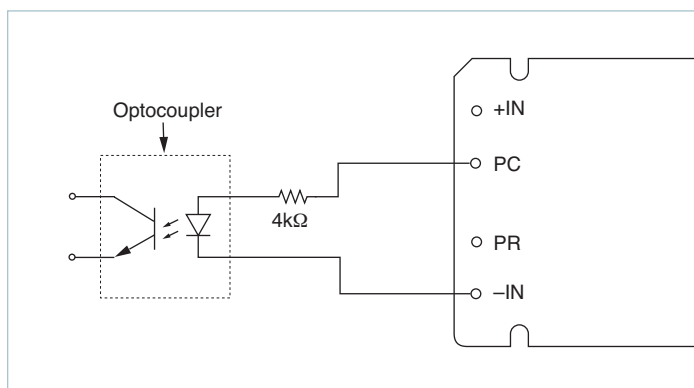 Optocoupler
+IN
PC
4kΩ
PR
–IN